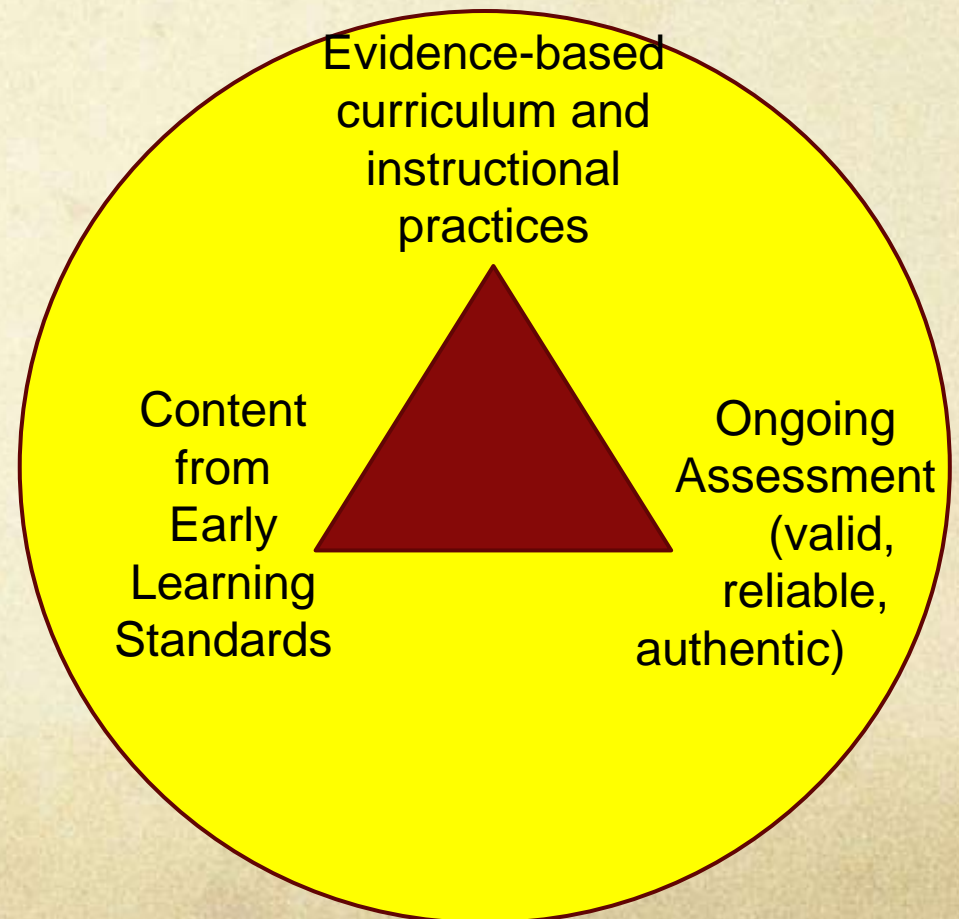 Evidence-based
curriculum and
instructional
practices
Content
from
Early
Learning
Standards
Ongoing
Assessment
(valid,
reliable,
authentic)